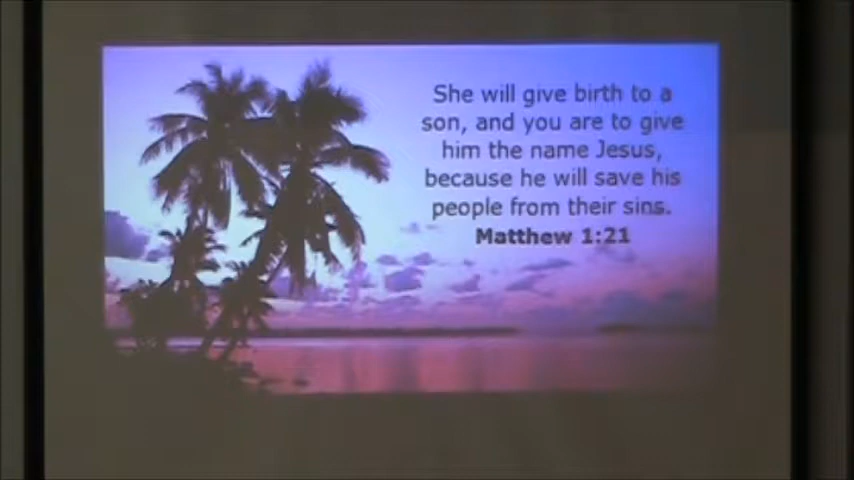 She will give birth to a
son, and you are to give
him the name Jesus,
because he will save his
people from their sins.
Matthew 1:21